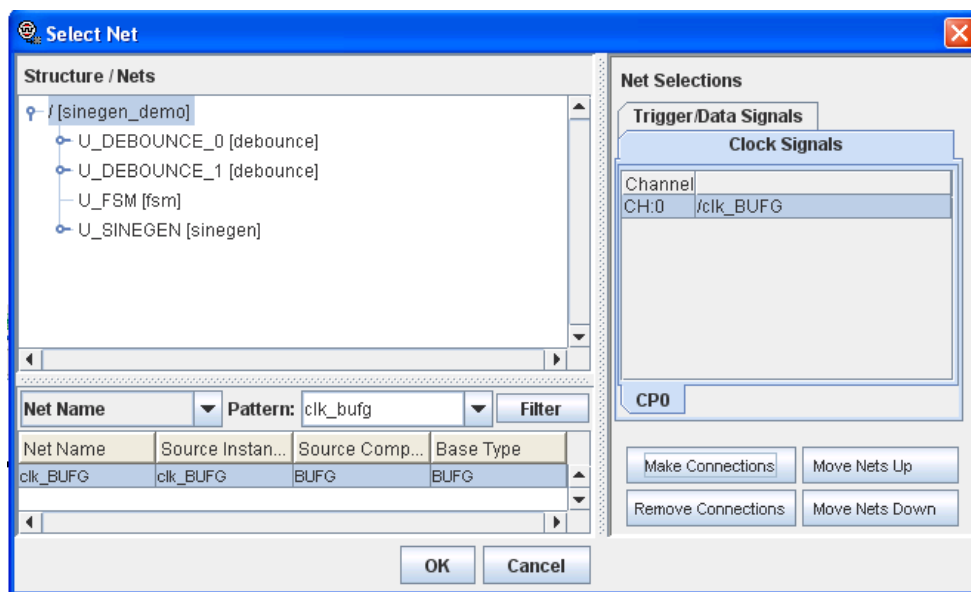 Select Net
Structure / Nets
/ [sinegen_demo]
U_DEBOUNCE_0 [debounce]
U_DEBOUNCE_1 [debounce]
U_FSM [fsm]
U_SINEGEN [sinegen]
Net Name Pattern: clk_bufg Filter
Net Name Source Instan... Source Comp... Base Type
clk_BUFG clk_BUFG BUFG BUFG
Net Selections
Trigger/Data Signals
Clock Signals
Channel
CH:0 /clk_BUFG
CP0
Make Connections Move Nets Up
Remove Connections Move Nets Down
OK Cancel